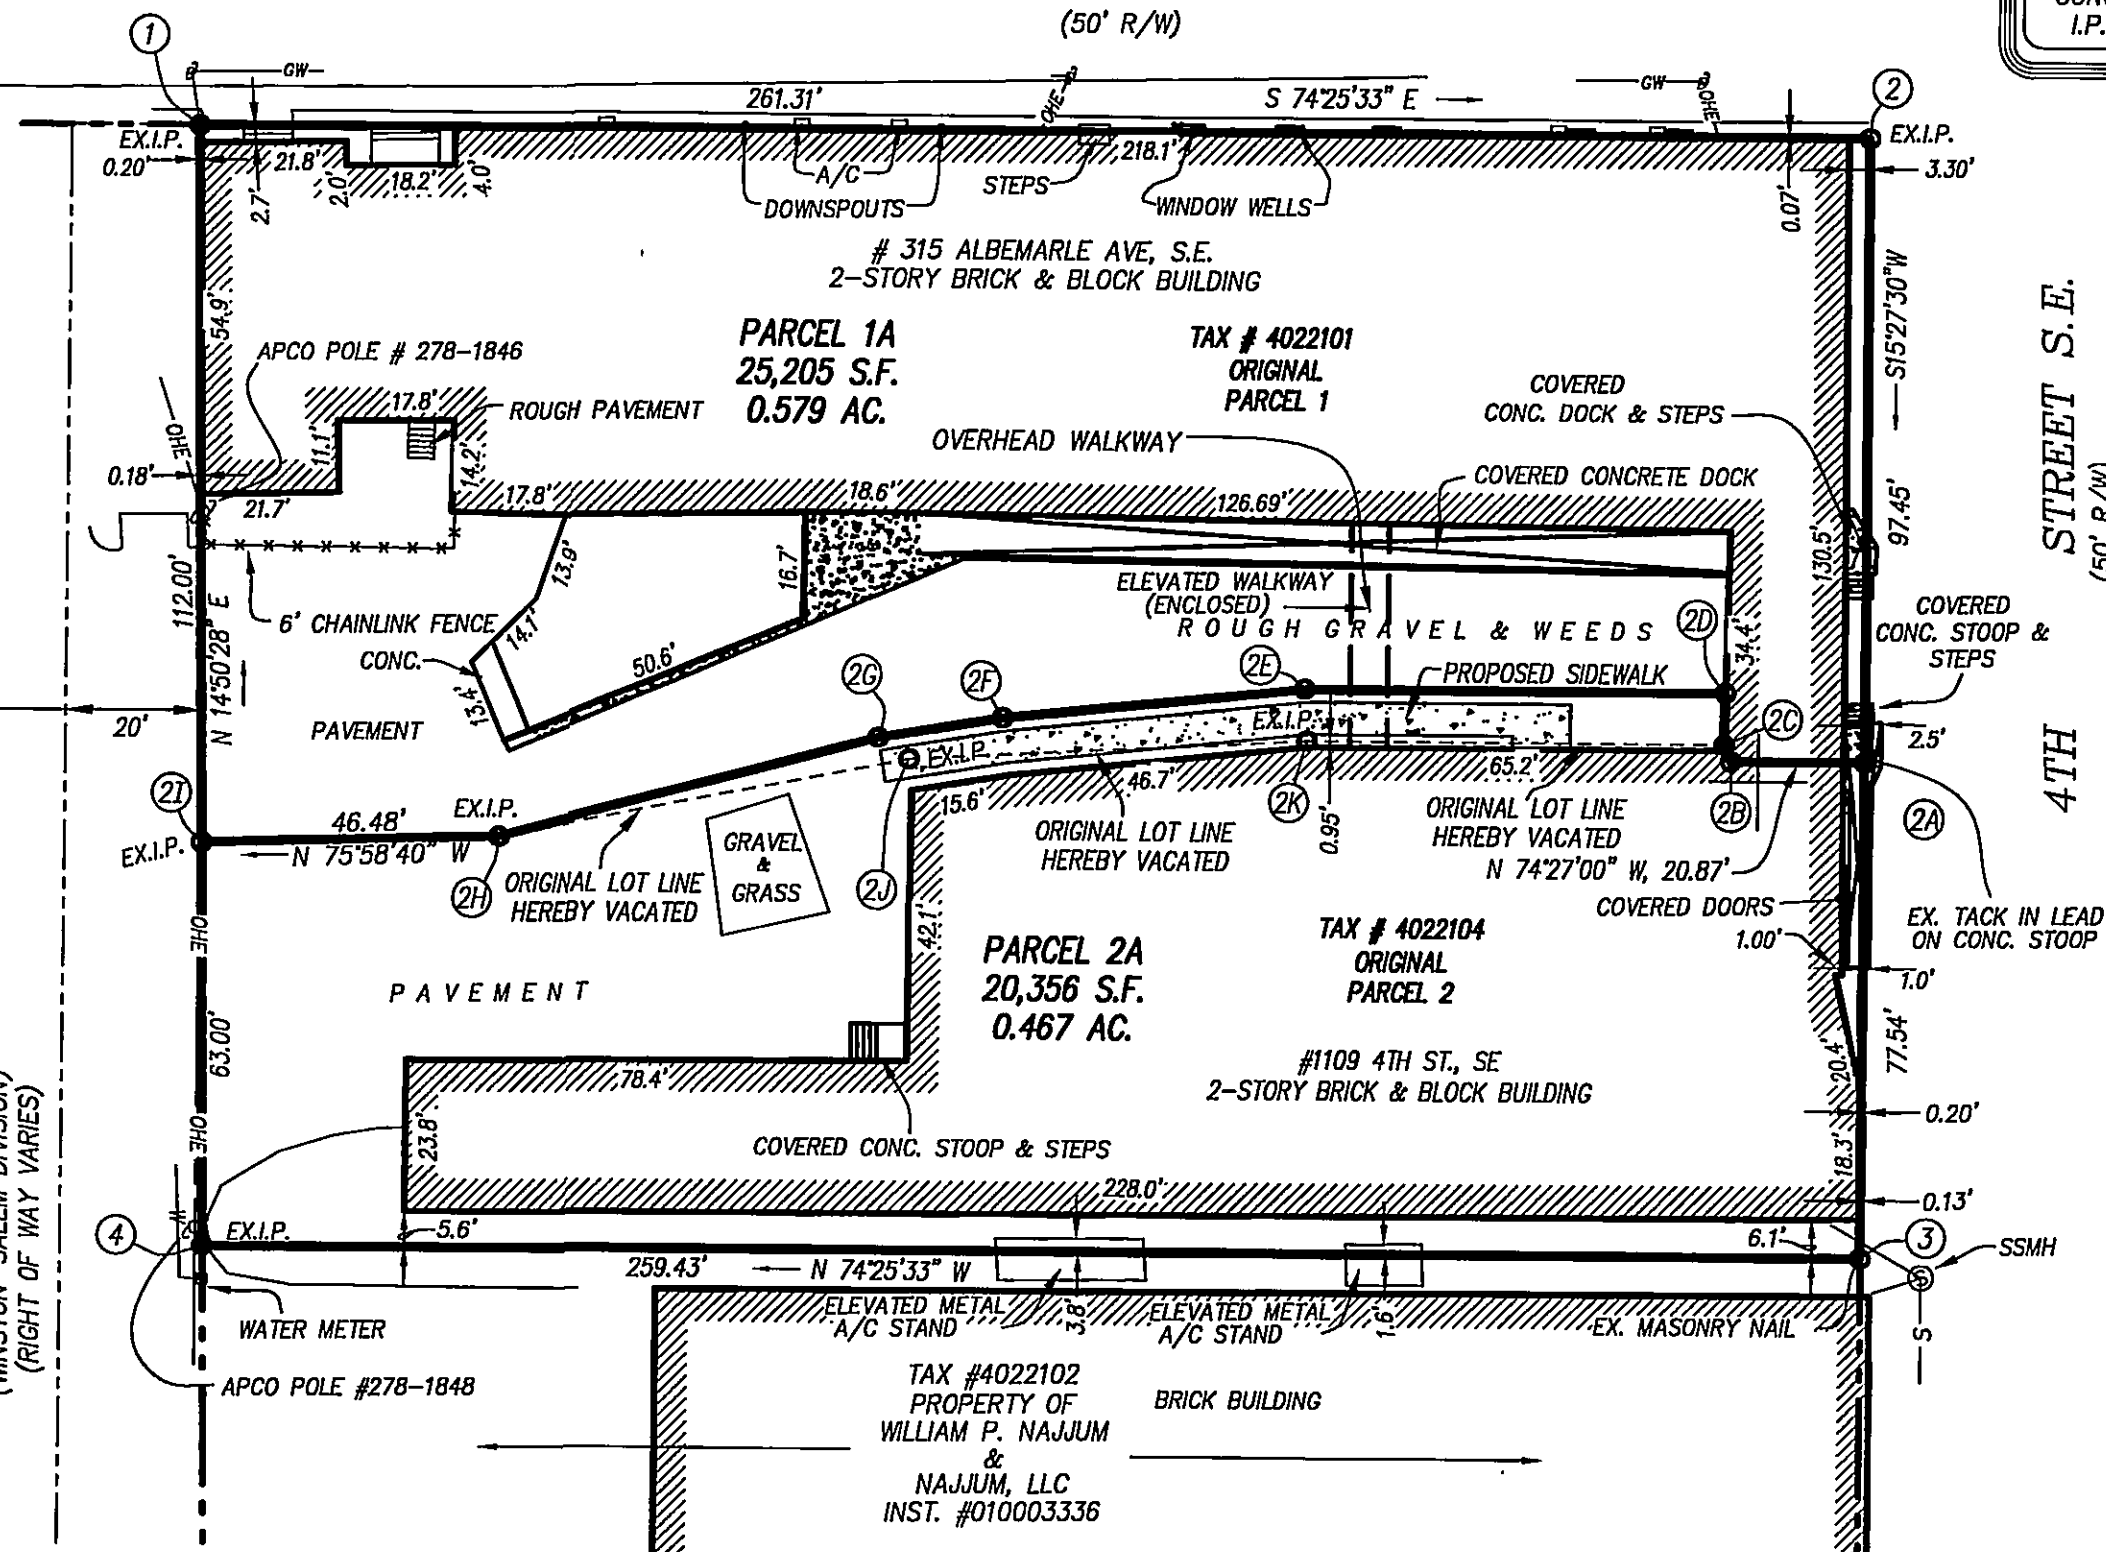 (50' R/W)
I.P.
1
GW
261.31'
OHE
S 74°25'33" E
GW
OHE
2
EX.I.P.
0.20'
21.8'
2.7'
2.0'
18.2'
4.0'
A/C
DOWNSPOUTS
STEPS
218.1'
WINDOW WELLS
0.07'
EX.I.P.
3.30'
# 315 ALBEMARLE AVE, S.E.
2-STORY BRICK & BLOCK BUILDING
54.9'
S15°27'30"W
97.45'
STREET S.E.
4TH
(50' R/W)
APCO POLE # 278-1846
PARCEL 1A
25,205 S.F.
0.579 AC.
TAX # 4022101
ORIGINAL
PARCEL 1
COVERED
CONC. DOCK & STEPS
17.8'
ROUGH PAVEMENT
11.1'
14.2'
OHE
OVERHEAD WALKWAY
COVERED CONCRETE DOCK
0.18'
21.7'
17.8'
18.6'
126.69'
130.5'
13.9'
16.7'
112.00'
N 14°50'28" E
6' CHAINLINK FENCE
CONC.
14.1'
13.4'
50.6'
ELEVATED WALKWAY
(ENCLOSED)
ROUGH GRAVEL & WEEDS
2D
34.4'
COVERED
CONC. STOOP &
STEPS
2G
2F
2E
PROPOSED SIDEWALK
20'
PAVEMENT
EX.I.P.
EX.I.P.
2C
2.5'
2I
46.48'
EX.I.P.
N 75°58'40" W
EX.I.P.
2H
ORIGINAL LOT LINE
HEREBY VACATED
GRAVEL
&
GRASS
2J
15.6'
46.7'
ORIGINAL LOT LINE
HEREBY VACATED
2K
0.95'
65.2'
ORIGINAL LOT LINE
HEREBY VACATED
2B
2A
N 74°27'00" W, 20.87'
COVERED DOORS
1.00'
EX. TACK IN LEAD
ON CONC. STOOP
1.0'
OHE
42.1'
PARCEL 2A
20,356 S.F.
0.467 AC.
TAX # 4022104
ORIGINAL
PARCEL 2
PAVEMENT
63.00'
77.54'
20.4'
#1109 4TH ST., SE
2-STORY BRICK & BLOCK BUILDING
78.4'
0.20'
(RIGHT OF WAY VARIES)
OHE
23.8'
COVERED CONC. STOOP & STEPS
18.3'
228.0'
0.13'
4
W
EX.I.P.
5.6'
6.1'
3
SSMH
259.43'
N 74°25'33" W
S
WATER METER
ELEVATED METAL
A/C STAND
3.8'
ELEVATED METAL
A/C STAND
1.6'
EX. MASONRY NAIL
APCO POLE #278-1848
TAX #4022102
PROPERTY OF
WILLIAM P. NAJJUM
&
NAJJUM, LLC
INST. #010003336
BRICK BUILDING